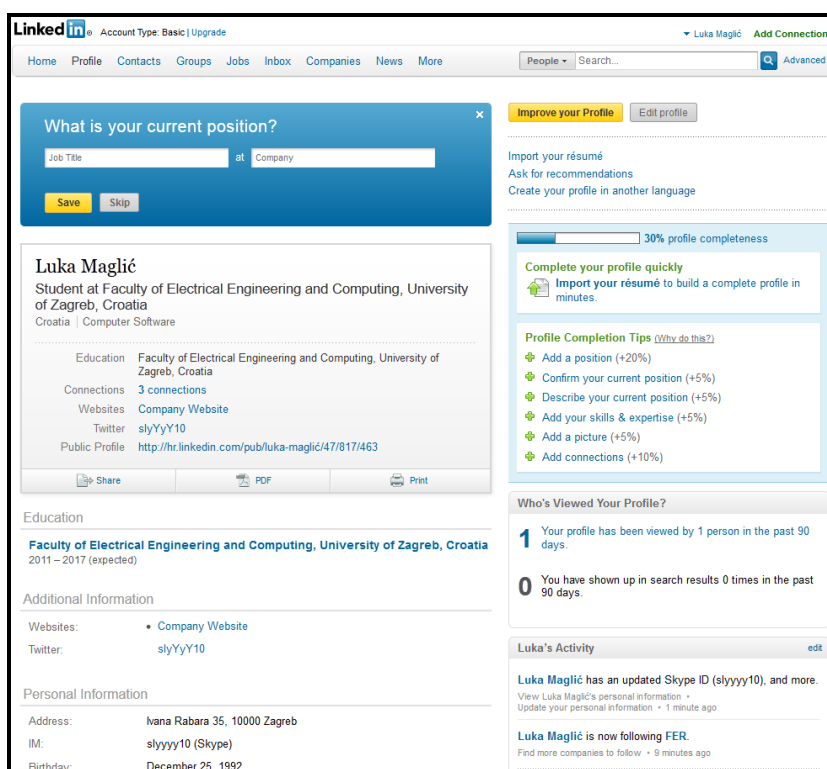 Linked in® Account Type: Basic | Upgrade
Luka Maglić Add Connection
Home Profile Contacts Groups Jobs Inbox Companies News More
People Search... Advanced
What is your current position?
Job Title at Company
Save Skip
Luka Maglić
Student at Faculty of Electrical Engineering and Computing, University
of Zagreb, Croatia
Croatia | Computer Software
Education Faculty of Electrical Engineering and Computing, University of
Zagreb, Croatia
Connections 3 connections
Websites Company Website
Twitter slyYyY10
Public Profile http://hr.linkedin.com/pub/luka-maglić/47/817/463
Share PDF Print
Education
Faculty of Electrical Engineering and Computing, University of Zagreb, Croatia
2011 – 2017 (expected)
Additional Information
Websites: • Company Website
Twitter: slyYyY10
Personal Information
Address: Ivana Rabara 35, 10000 Zagreb
IM: slyyyy10 (Skype)
Birthday: December 25, 1992
Improve your Profile Edit profile
Import your résumé
Ask for recommendations
Create your profile in another language
30% profile completeness
Complete your profile quickly
Import your résumé to build a complete profile in
minutes.
Profile Completion Tips (Why do this?)
Add a position (+20%)
Confirm your current position (+5%)
Describe your current position (+5%)
Add your skills & expertise (+5%)
Add a picture (+5%)
Add connections (+10%)
Who's Viewed Your Profile?
1 Your profile has been viewed by 1 person in the past 90
days.
0 You have shown up in search results 0 times in the past
90 days.
Luka's Activity edit
Luka Maglić has an updated Skype ID (slyyyy10), and more.
View Luka Maglić's personal information •
Update your personal information • 1 minute ago
Luka Maglić is now following FER.
Find more companies to follow • 9 minutes ago